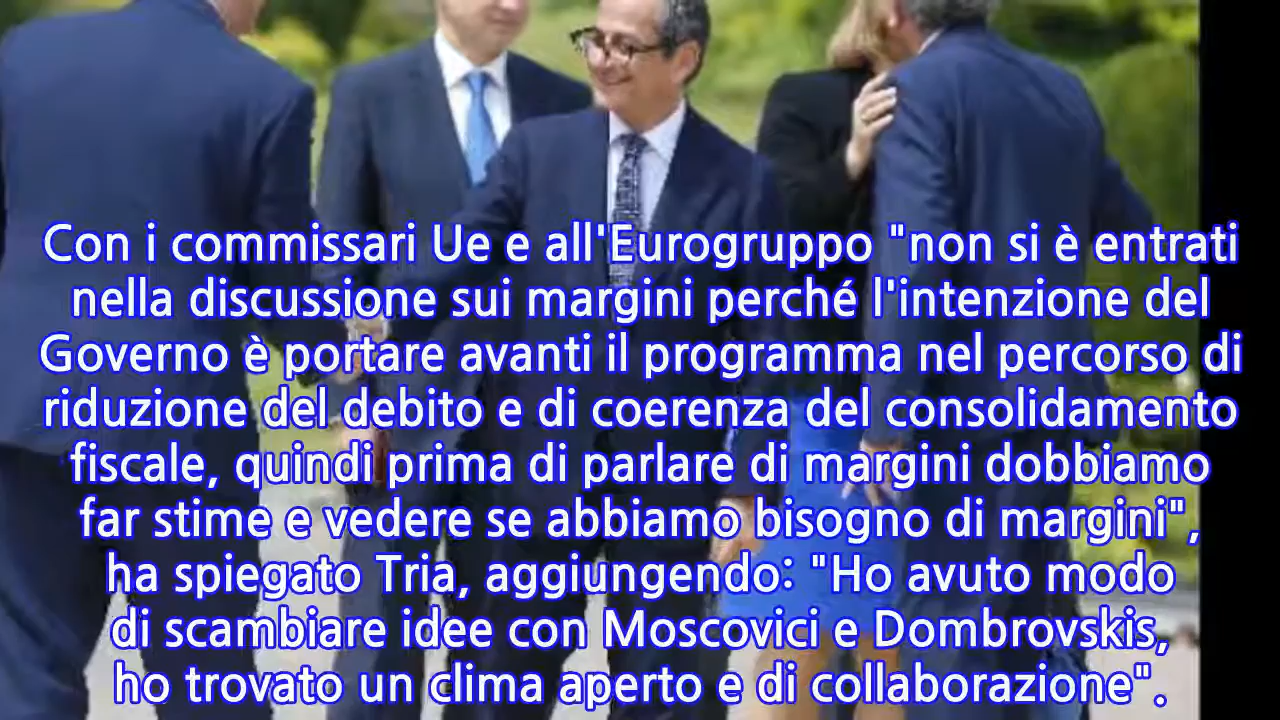 Con i commissari Ue e all'Eurogruppo "non si è entrati
nella discussione sui margini perché l'intenzione del
Governo è portare avanti il programma nel percorso di
riduzione del debito e di coerenza del consolidamento
fiscale, quindi prima di parlare di margini dobbiamo
far stime e vedere se abbiamo bisogno di margini",
ha spiegato Tria, aggiungendo: "Ho avuto modo
di scambiare idee con Moscovici e Dombrovskis,
ho trovato un clima aperto e di collaborazione".